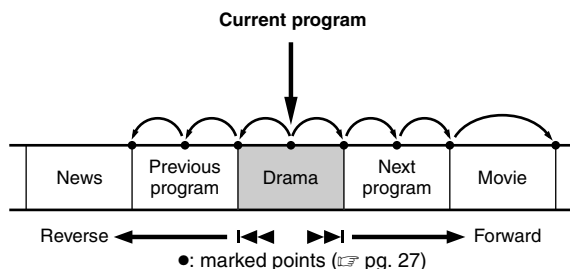 Current program
News
Previous
program
Drama
Next
program
Movie
Reverse
Forward
●: marked points (☞ pg. 27)